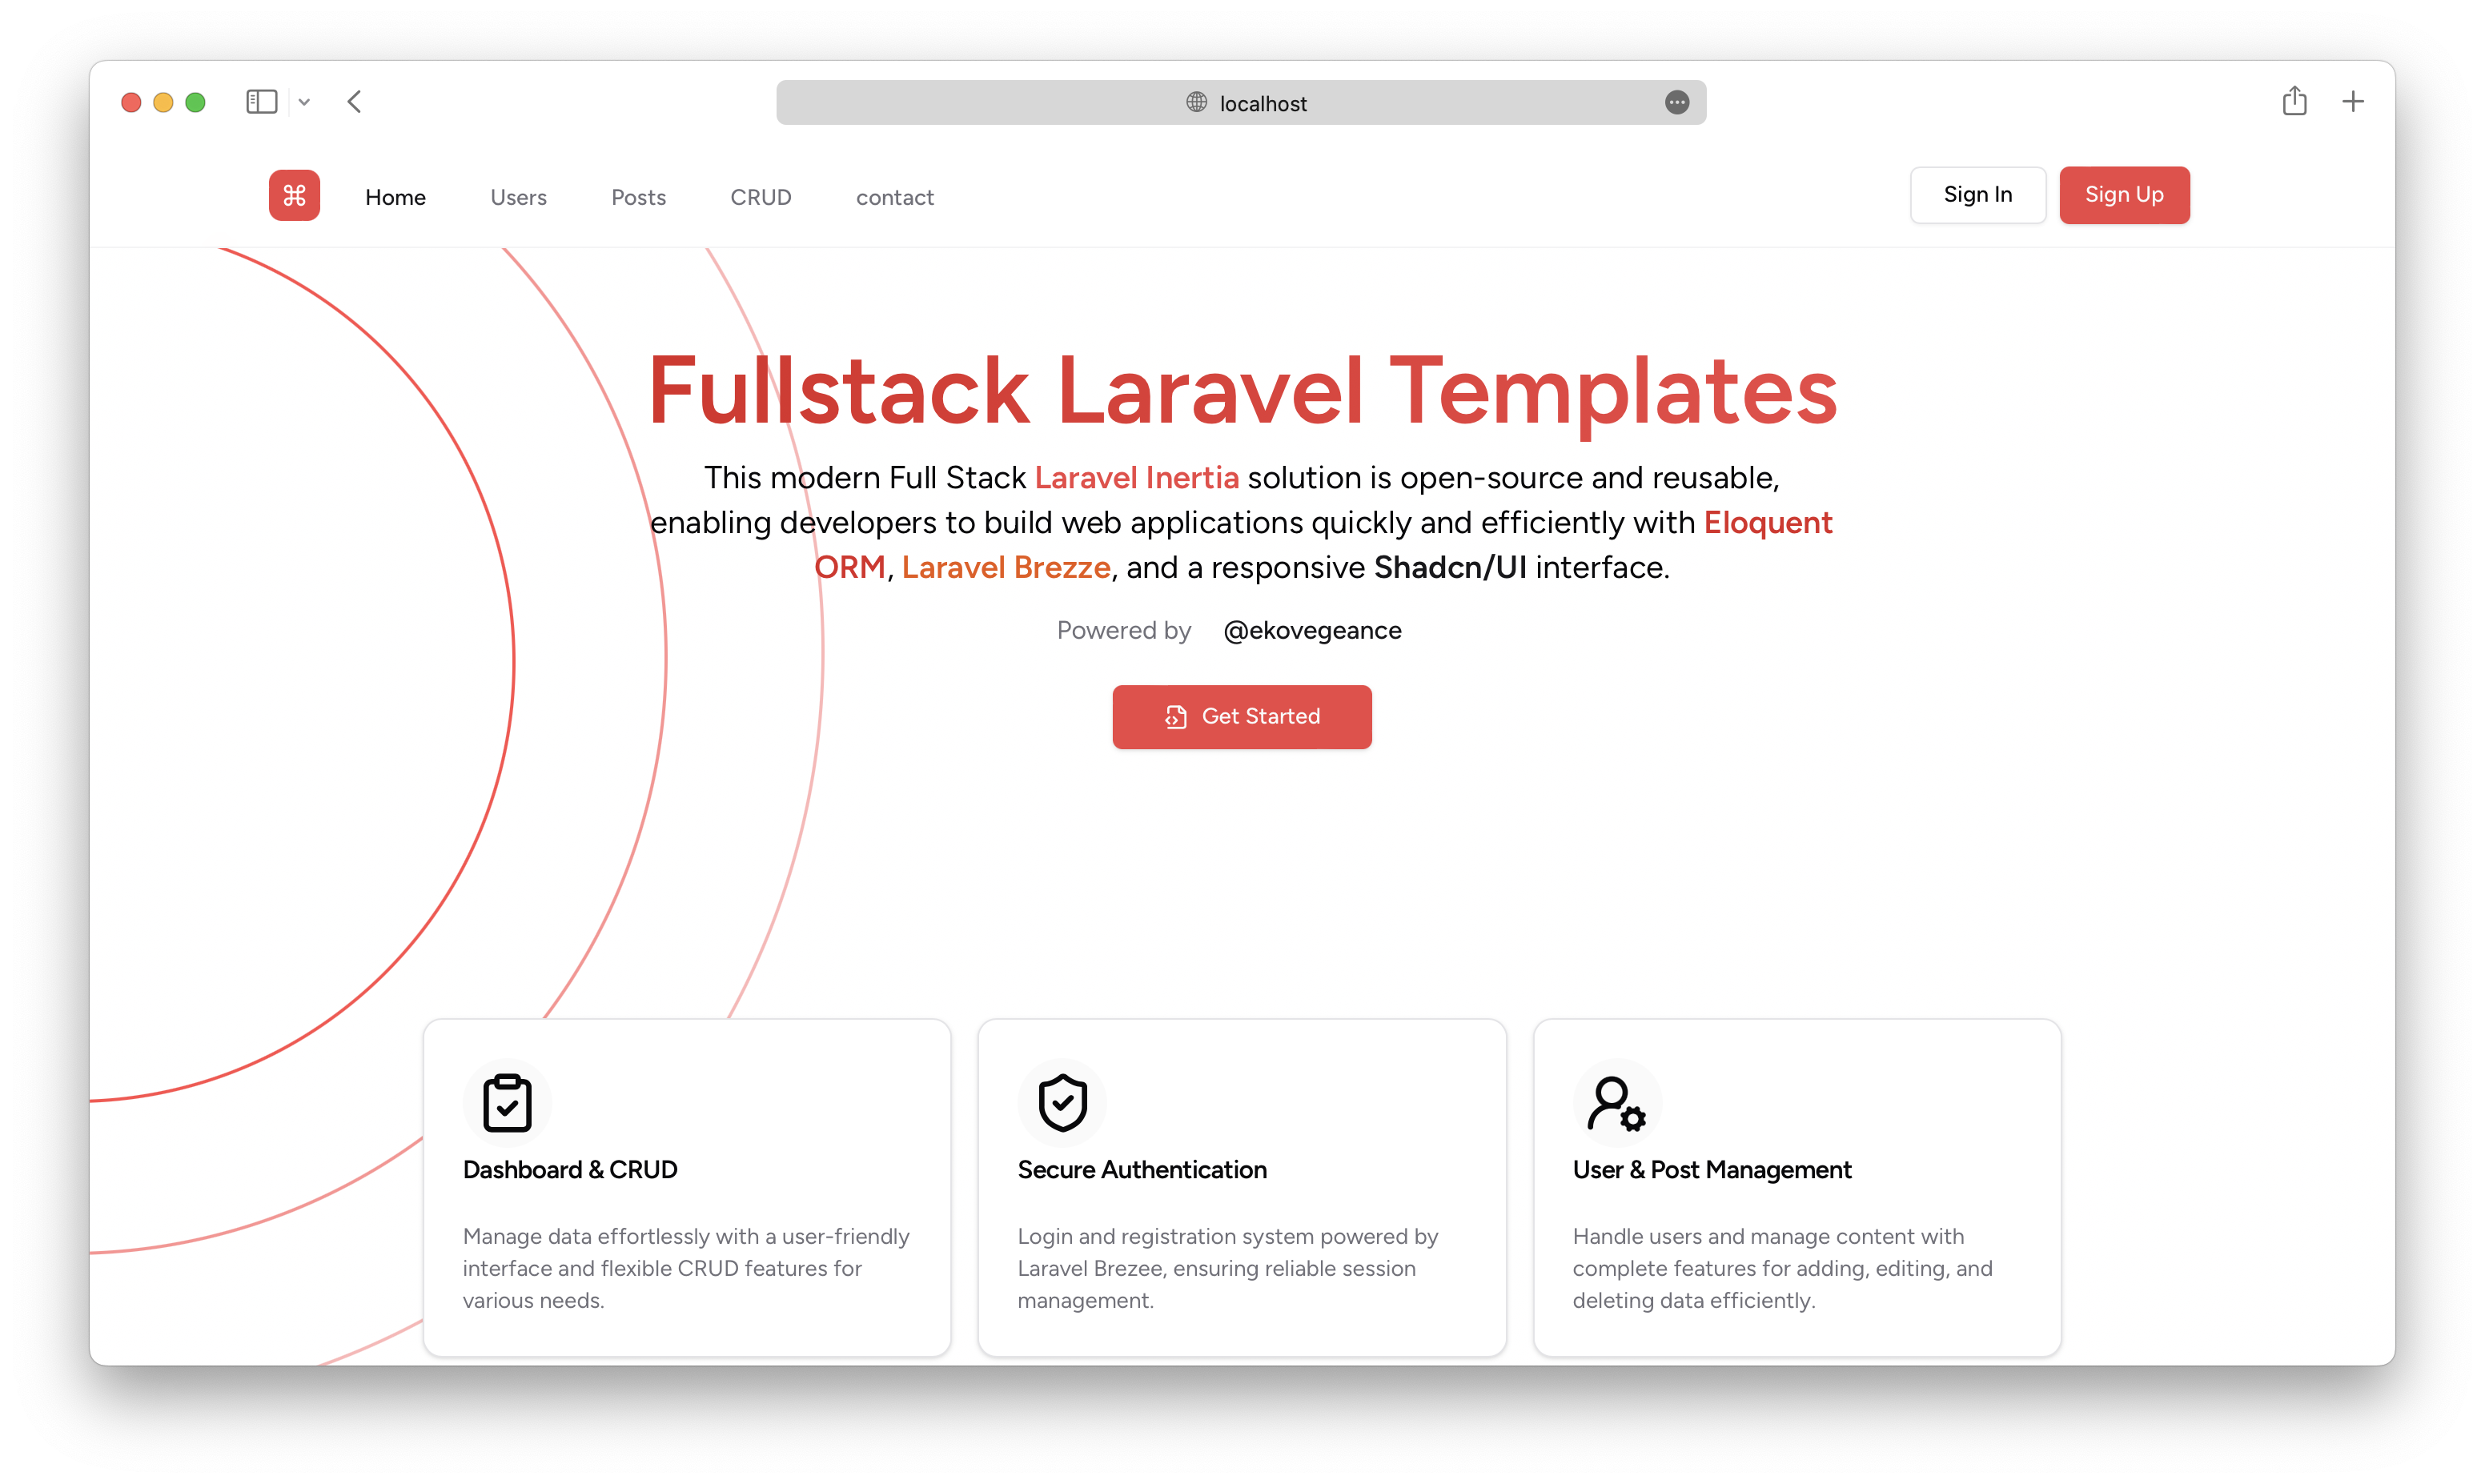 localhost
Home Users Posts CRUD contact Sign In Sign Up
Fullstack Laravel Templates
This modern Full Stack Laravel Inertia solution is open-source and reusable,
enabling developers to build web applications quickly and efficiently with Eloquent
ORM, Laravel Brezze, and a responsive Shadcn/UI interface.
Powered by @ekovegeance
Get Started
Dashboard & CRUD
Manage data effortlessly with a user-friendly
interface and flexible CRUD features for
various needs.
Secure Authentication
Login and registration system powered by
Laravel Brezee, ensuring reliable session
management.
User & Post Management
Handle users and manage content with
complete features for adding, editing, and
deleting data efficiently.